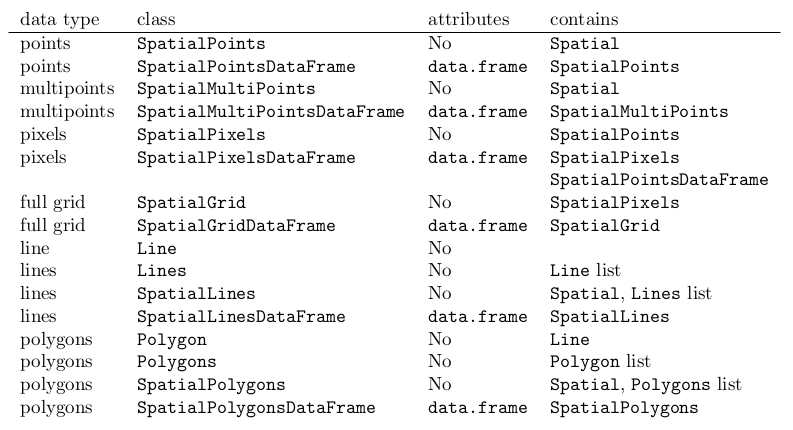 data type class attributes contains
points SpatialPoints No Spatial
points SpatialPointsDataFrame data.frame SpatialPoints
multipoints SpatialMultiPoints No Spatial
multipoints SpatialMultiPointsDataFrame data.frame SpatialMultiPoints
pixels SpatialPixels No SpatialPoints
pixels SpatialPixelsDataFrame data.frame SpatialPixels
SpatialPointsDataFrame
full grid SpatialGrid No SpatialPixels
full grid SpatialGridDataFrame data.frame SpatialGrid
line Line No
lines Lines No Line list
lines SpatialLines No Spatial, Lines list
lines SpatialLinesDataFrame data.frame SpatialLines
polygons Polygon No Line
polygons Polygons No Polygon list
polygons SpatialPolygons No Spatial, Polygons list
polygons SpatialPolygonsDataFrame data.frame SpatialPolygons